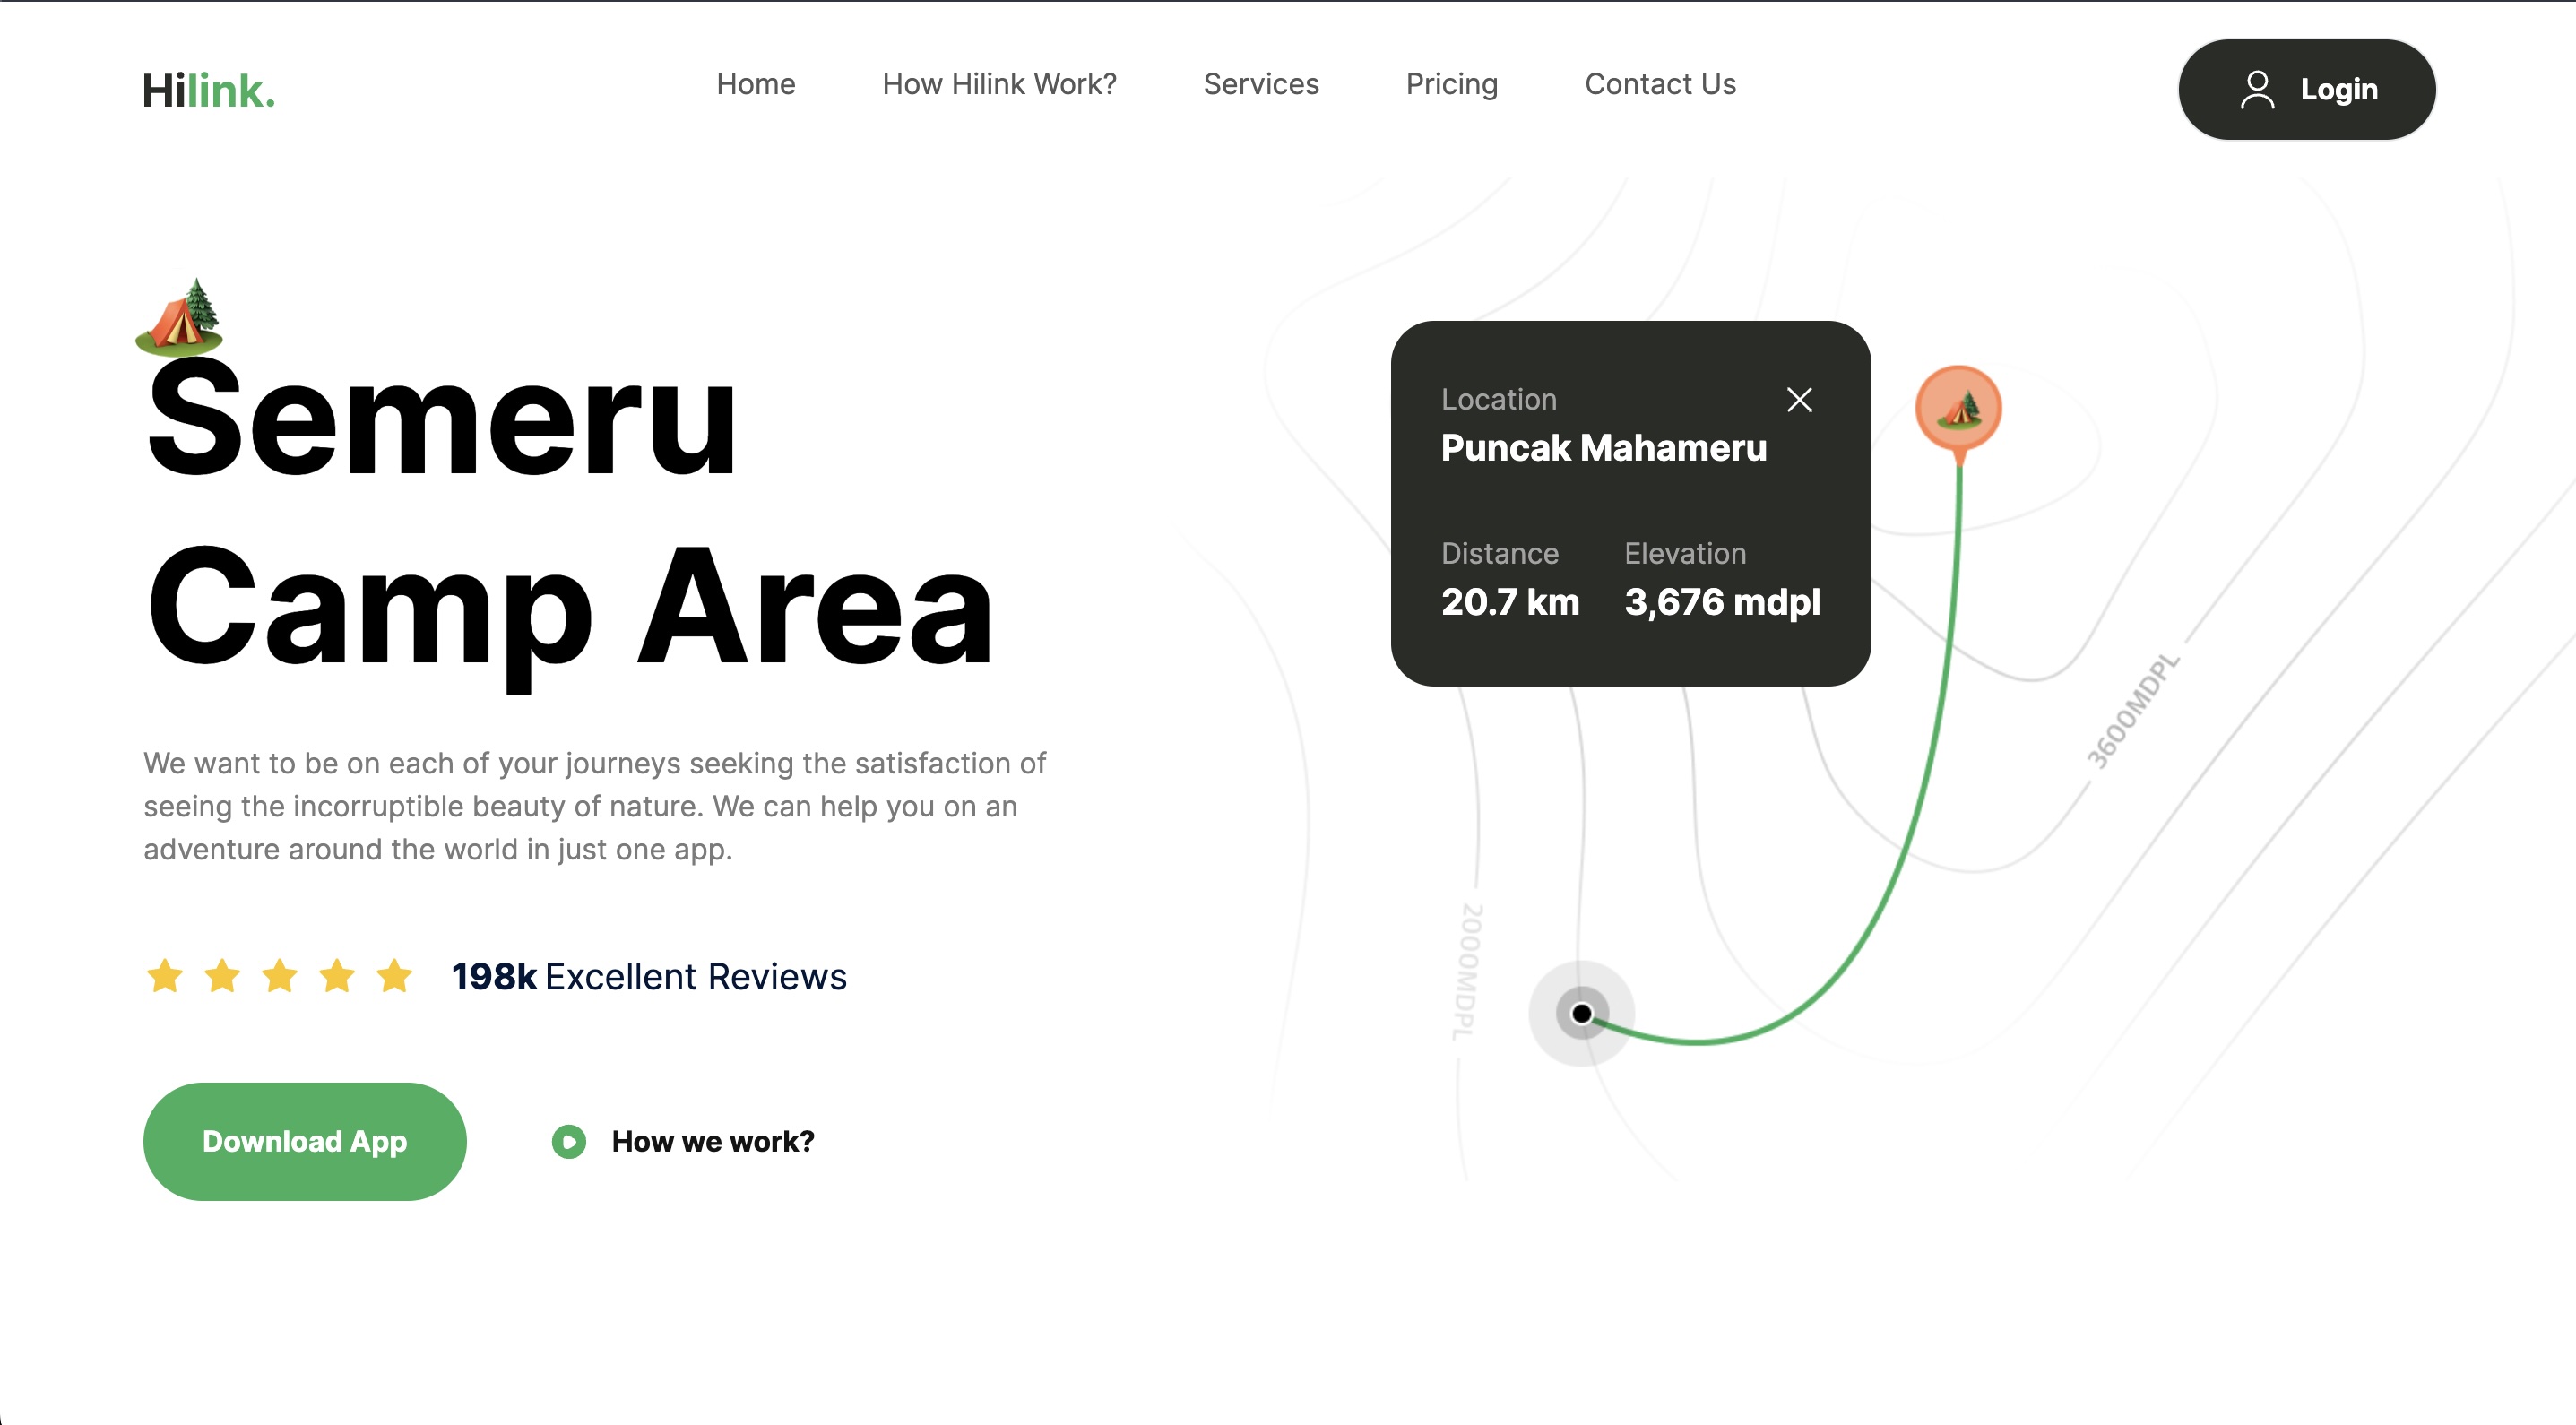 Hilink.
Home
How Hilink Work?
Services
Pricing
Contact Us
Login
Semeru
Camp Area
We want to be on each of your journeys seeking the satisfaction of
seeing the incorruptible beauty of nature. We can help you on an
adventure around the world in just one app.
198k Excellent Reviews
Download App
How we work?
Location
Puncak Mahameru
Distance
Elevation
20.7 km
3,676 mdpl
3600MDPL
2000MDPL